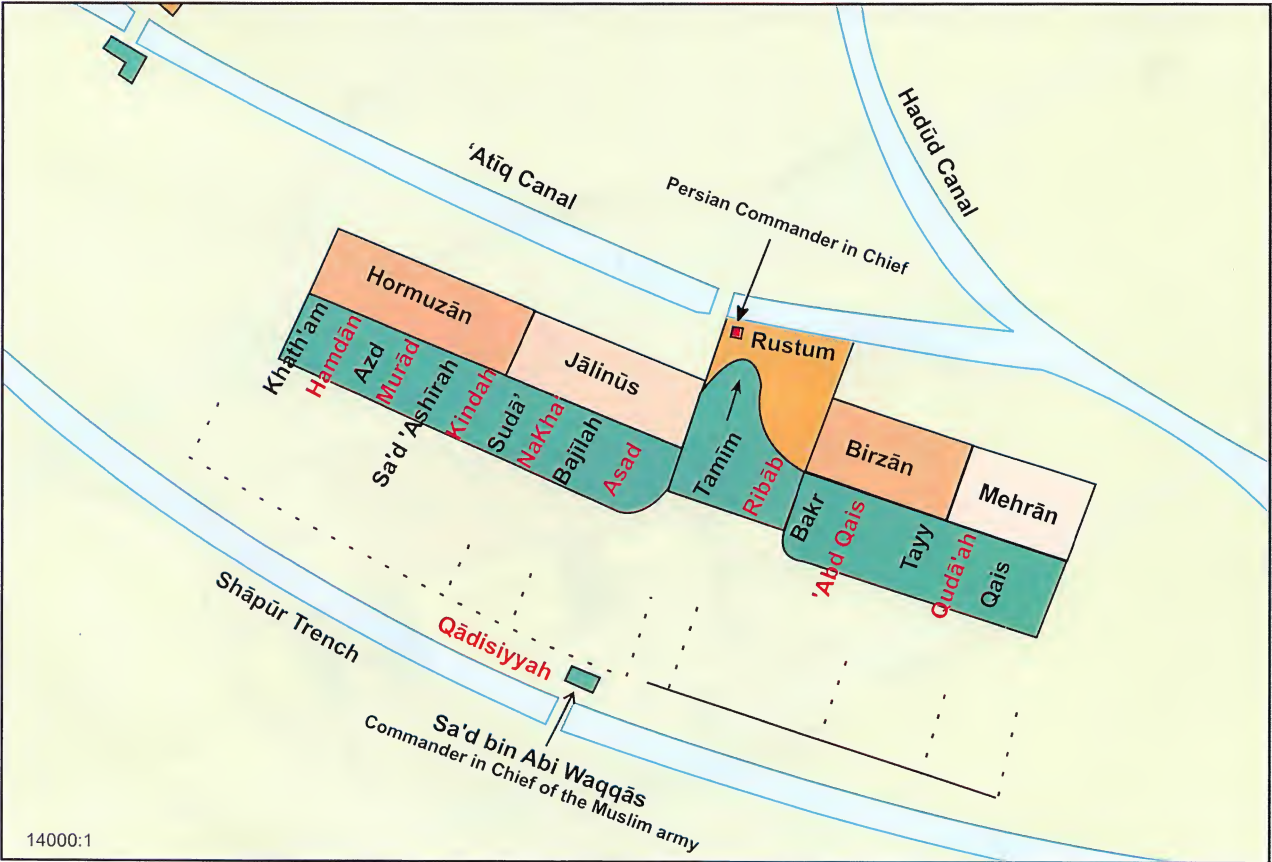 Hadūd Canal
'Atīq Canal
Persian Commander in Chief
Hormuzān
Jālinūs
Rustum
Birzān
Mehrān
Khath'am
Hamdān
Azd
Murād
Sa'd 'Ashīrah
Kindah
Sudā'
NaKha'
Bajīlah
Asad
Tamīm
Ribāb
Bakr
'Abd Qais
Tayy
Qudā'ah
Qais
Shāpūr Trench
Qādisiyyah
Sa'd bin Abi Waqqās
Commander in Chief of the Muslim army
14000:1